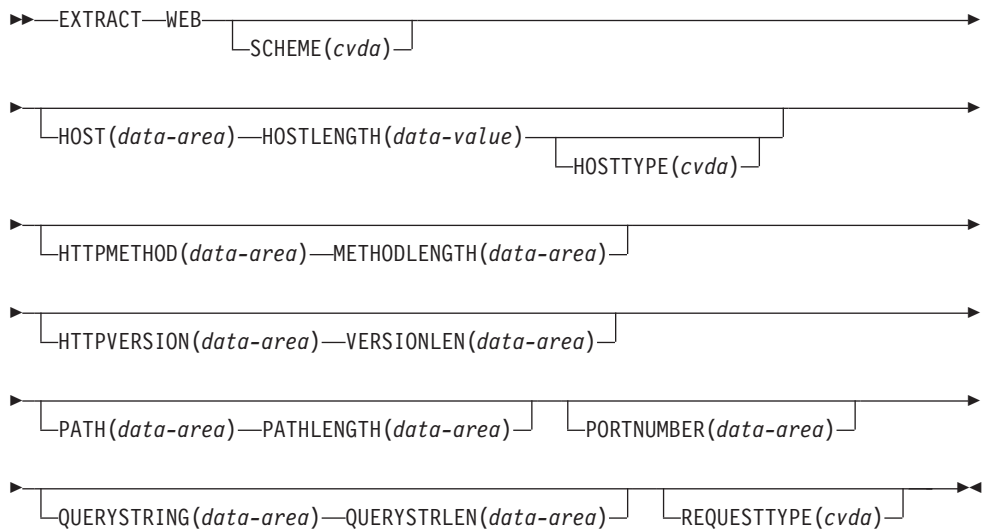 EXTRACT WEB
SCHEME(cvda)
HOST(data-area) HOSTLENGTH(data-value)
HOSTTYPE(cvda)
HTTPMETHOD(data-area) METHODLENGTH(data-area)
HTTPVERSION(data-area) VERSIONLEN(data-area)
PATH(data-area) PATHLENGTH(data-area) PORTNUMBER(data-area)
QUERYSTRING(data-area) QUERYSTRLEN(data-area) REQUESTTYPE(cvda)